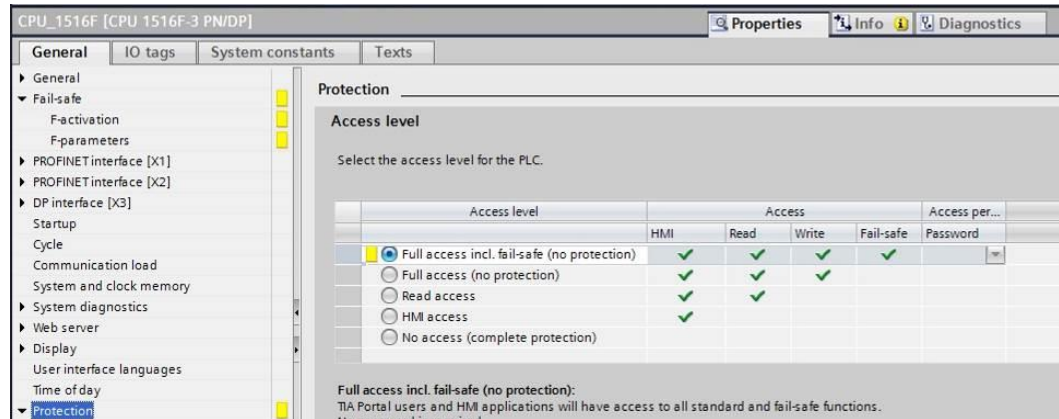 CPU_1516F [CPU 1516F-3 PN/DP]
Properties
Info
Diagnostics
General
IO tags
System constants
Texts
General
Fail-safe
F-activation
F-parameters
PROFINET interface [X1]
PROFINET interface [X2]
DP interface [X3]
Startup
Cycle
Communication load
System and clock memory
System diagnostics
Web server
Display
User interface languages
Time of day
Protection
Protection
Access level
Select the access level for the PLC.
Access level Access Access per...
HMI Read Write Fail-safe Password
Full access incl. fail-safe (no protection)
Full access (no protection)
Read access
HMI access
No access (complete protection)
Full access incl. fail-safe (no protection):
TIA Portal users and HMI applications will have access to all standard and fail-safe functions.